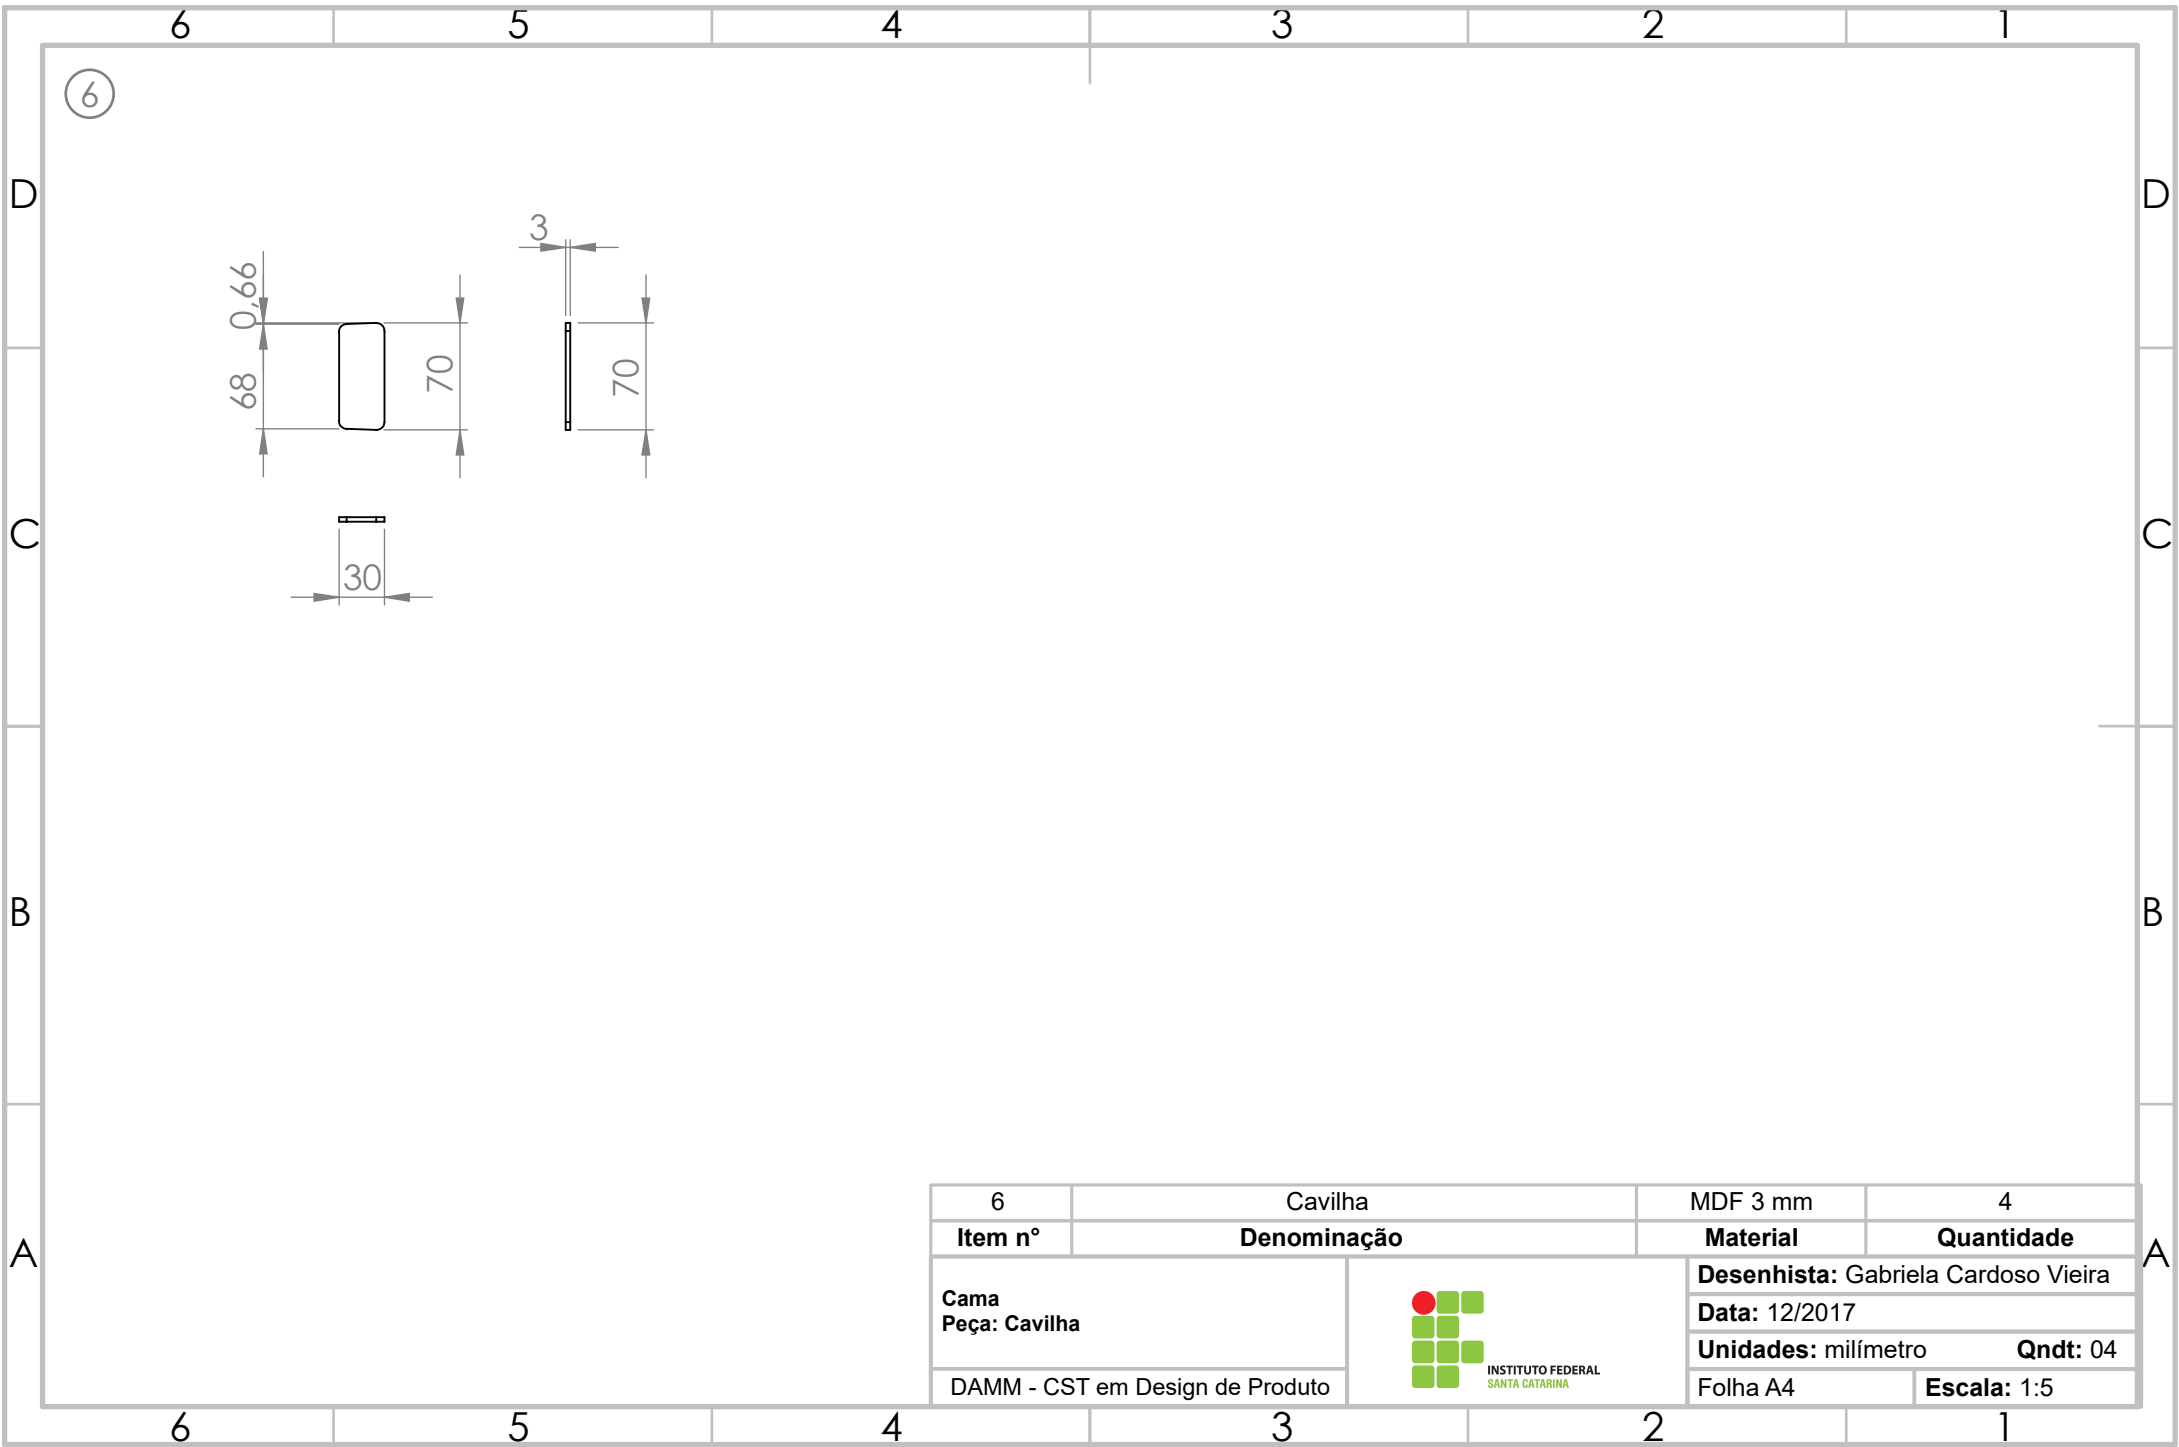 6 5 4 3 2 1
6
D D
3
0,66
68
70
70
C C
30
B B
6 Cavilha MDF 3 mm 4
Item n° Denominação Material Quantidade
A A
Desenhista: Gabriela Cardoso Vieira
Cama
Peça: Cavilha
Data: 12/2017
Unidades: milímetro Qndt: 04
INSTITUTO FEDERAL
SANTA CATARINA
DAMM - CST em Design de Produto
Folha A4 Escala: 1:5
6 5 4 3 2 1